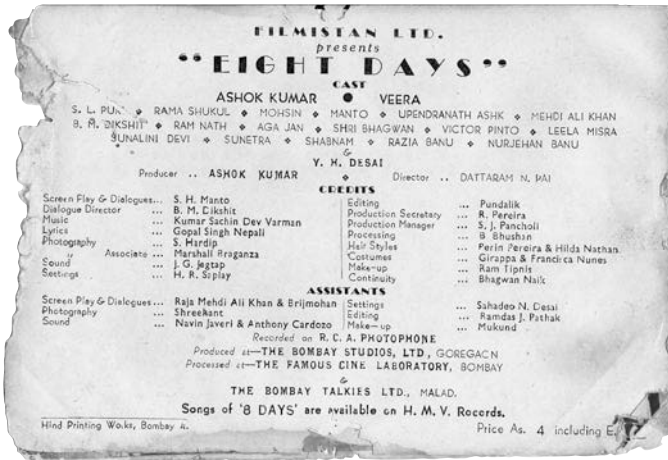 FILMISTAN LTD.
presents
"EIGHT DAYS"
CAST
ASHOK KUMAR ● VEERA
S. L. PURI ◆ RAMA SHUKUL ◆ MOHSIN ◆ MANTO ◆ UPENDRANATH ASHK ◆ MEHDI ALI KHAN
B. M. DIKSHIT ◆ RAM NATH ◆ AGA JAN ◆ SHRI BHAGWAN ◆ VICTOR PINTO ◆ LEELA MISRA
SUNALINI DEVI ◆ SUNETRA ◆ SHABNAM ◆ RAZIA BANU ◆ NURJEHAN BANU
&
Y. H. DESAI
Producer .. ASHOK KUMAR ◆ Director .. DATTARAM N. PAI
CREDITS
Screen Play & Dialogues... S. H. Manto
Dialogue Director ... B. M. Dikshit
Music ... Kumar Sachin Dev Varman
Lyrics ... Gopal Singh Nepali
Photography ... S. Hardip
" Associate ... Marshall Braganza
Sound ... J. G. Jagtap
Settings ... H. R. Saplay
Editing ... Pundalik
Production Secretary ... R. Pereira
Production Manager ... S. J. Pancholi
Processing ... B. Bhushan
Hair Styles ... Perin Pereira & Hilda Nathan
Costumes ... Girappa & Francisca Nunes
Make-up ... Ram Tipnis
Continuity ... Bhagwan Naik
ASSISTANTS
Screen Play & Dialogues... Raja Mehdi Ali Khan & Brijmohan
Photography ... Shreekant
Sound ... Navin Javeri & Anthony Cardozo
Settings ... Sahadeo N. Desai
Editing ... Ramdas J. Pathak
Make-up ... Mukund
Recorded on R. C. A. PHOTOPHONE
Produced at—THE BOMBAY STUDIOS, LTD, GOREGAON
Processed at—THE FAMOUS CINE LABORATORY, BOMBAY
&
THE BOMBAY TALKIES LTD., MALAD.
Songs of '8 DAYS' are available on H. M. V. Records.
Hind Printing Works, Bombay 4.
Price As. 4 including E.